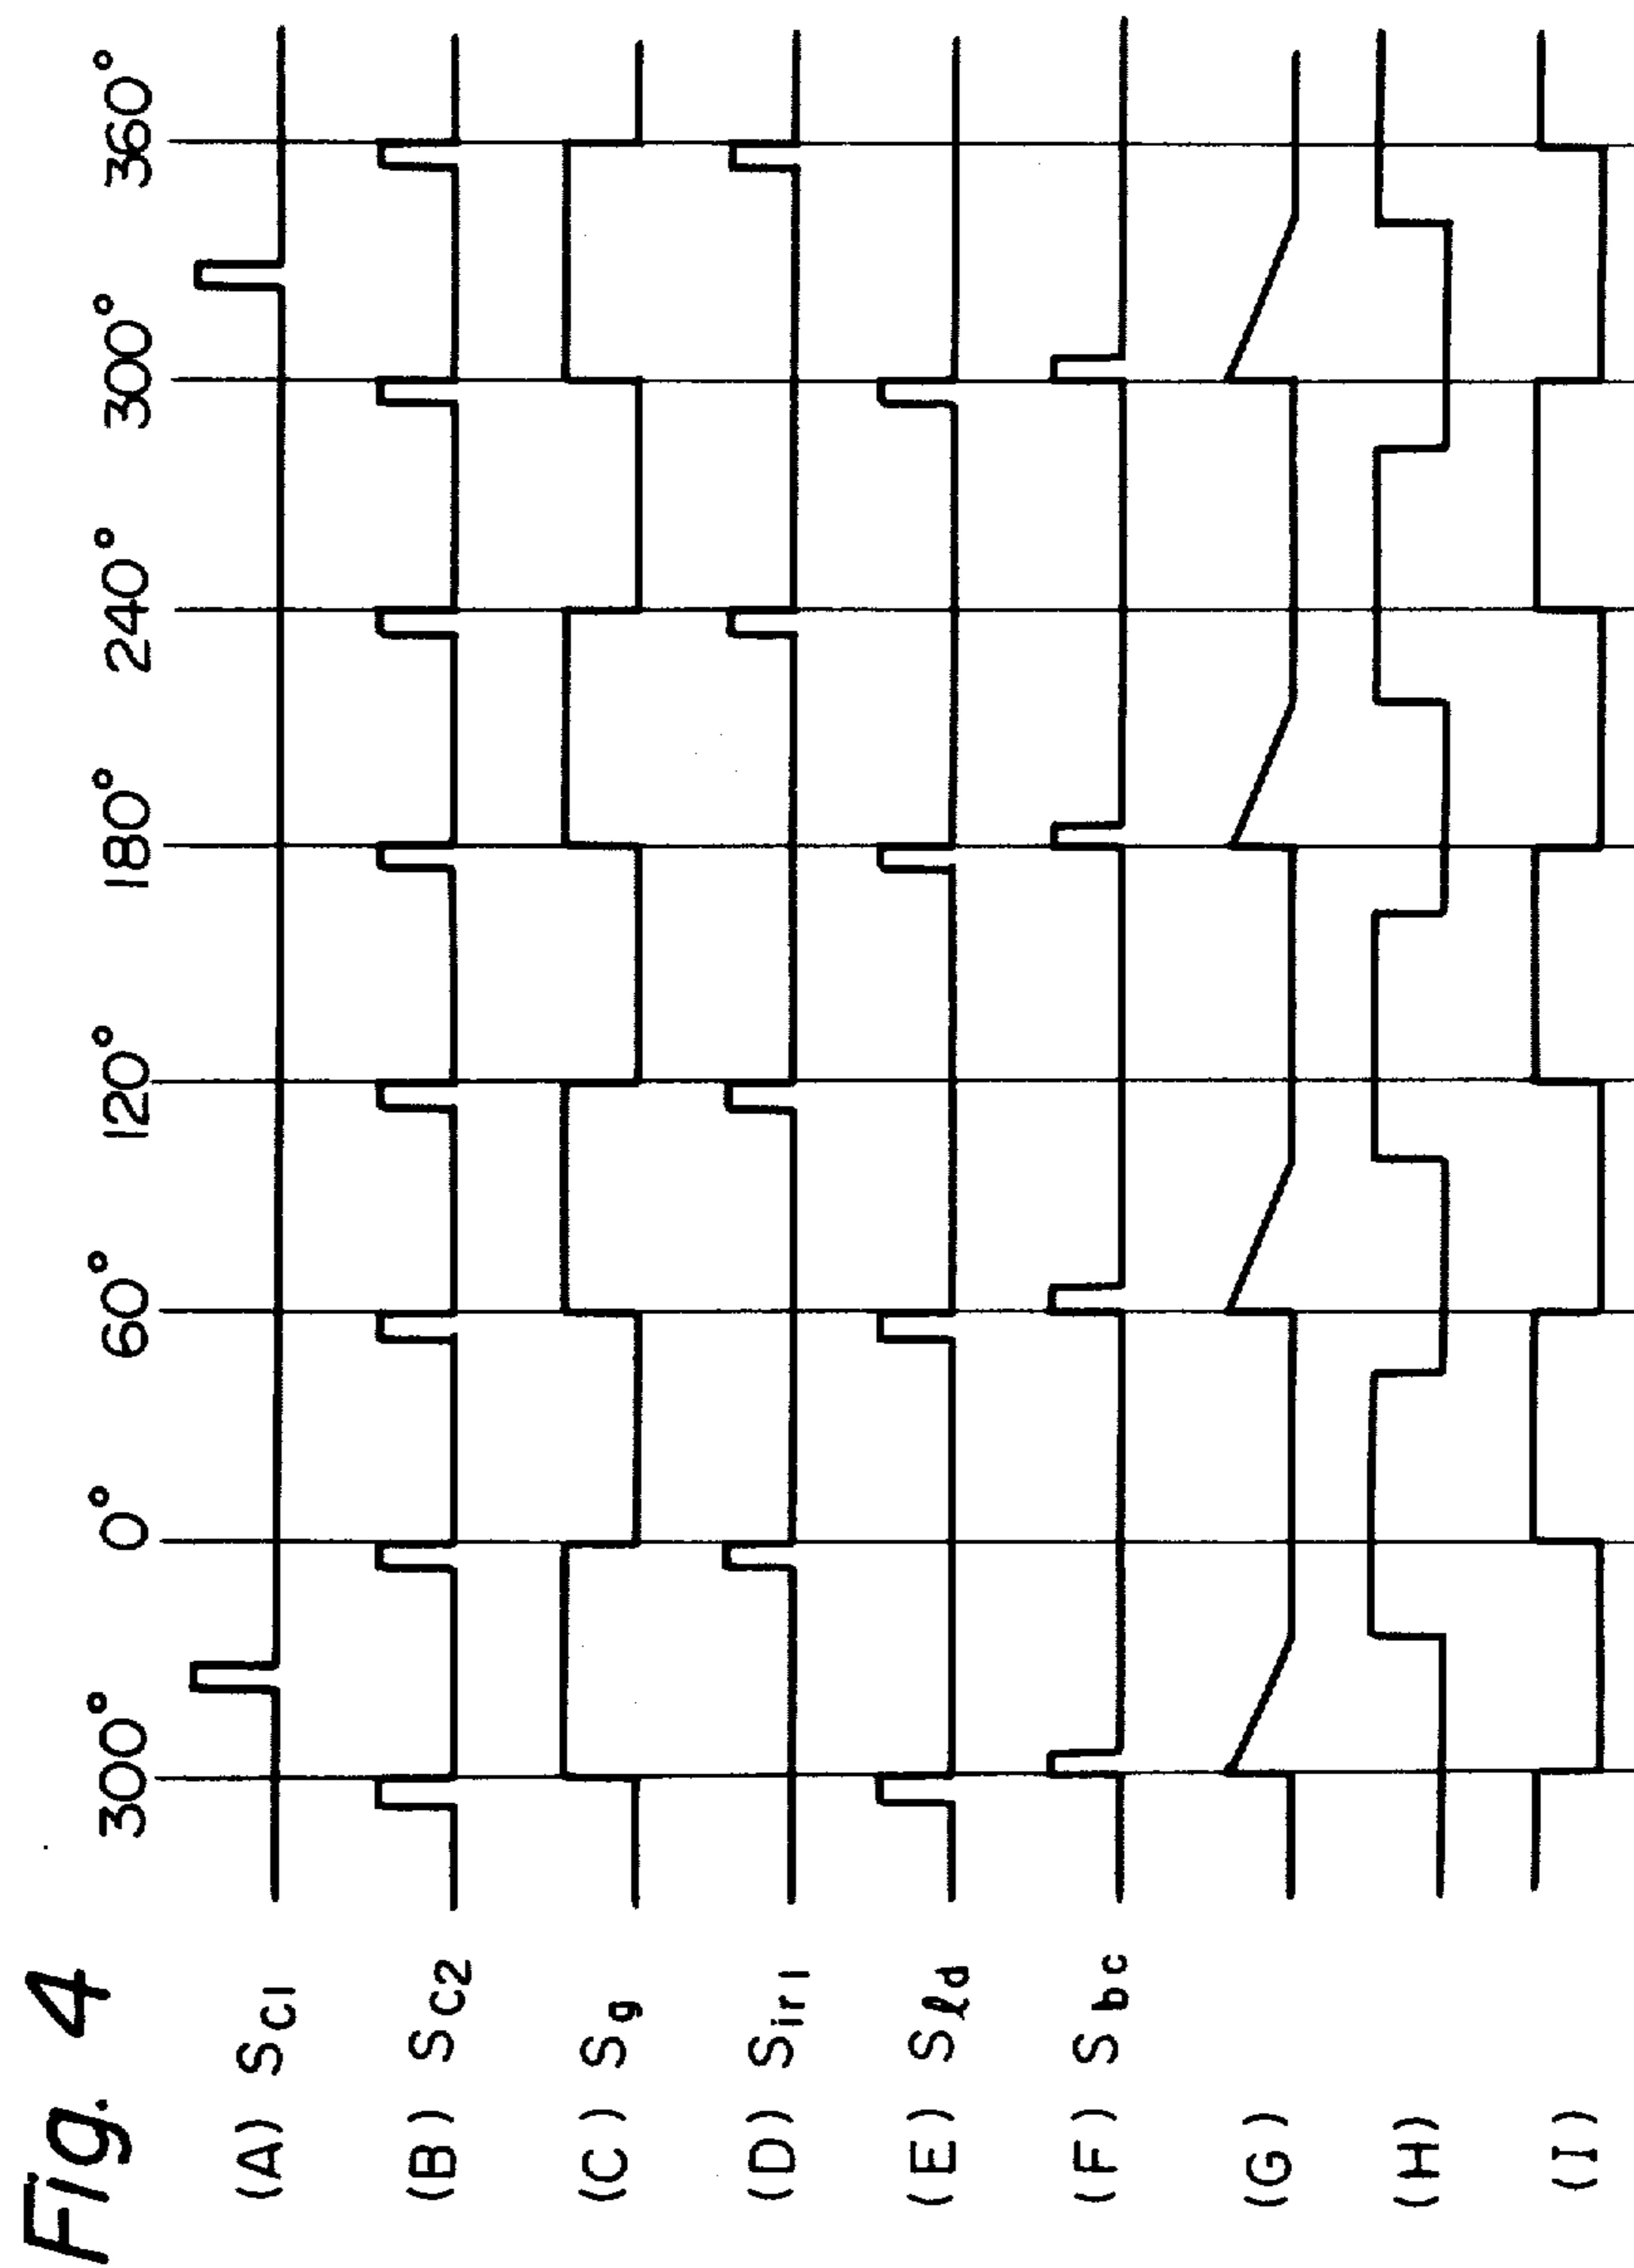 Fig. 4
300° 0° 60° 120° 180° 240° 300° 360°
(A) SC1
(B) SC2
(C) Sg
(D) Sir1
(E) Sℓd
(F) Sbc
(G)
(H)
(I)